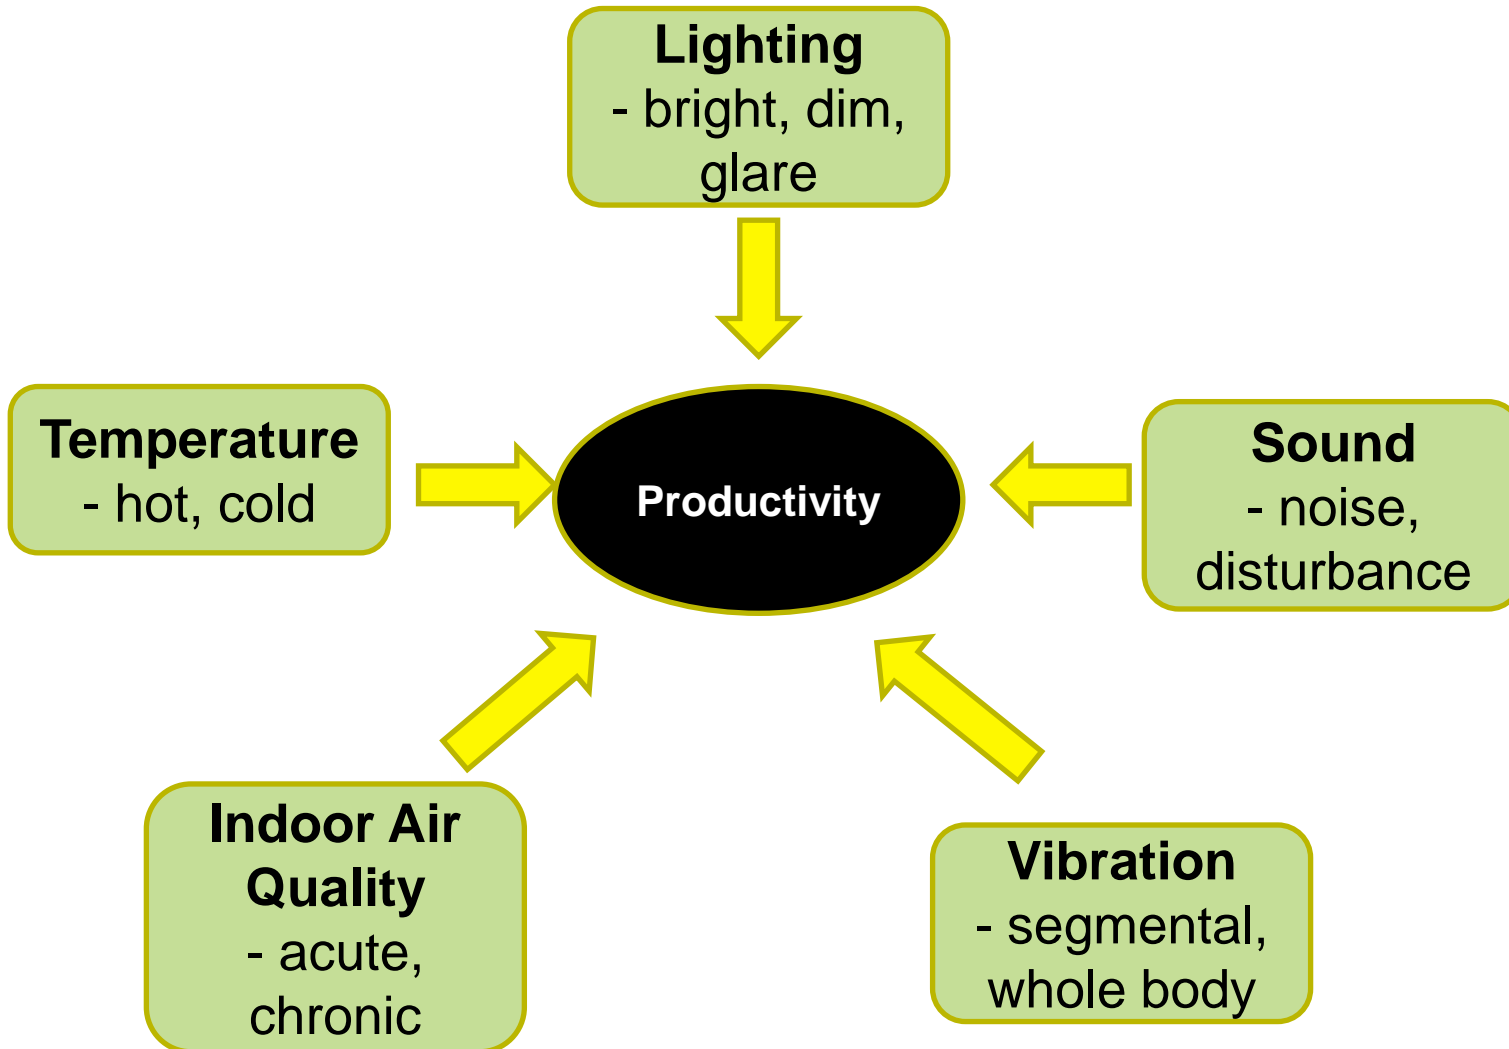 Lighting
- bright, dim,
glare
Temperature
- hot, cold
Productivity
Sound
- noise,
disturbance
Indoor Air
Quality
- acute,
chronic
Vibration
- segmental,
whole body